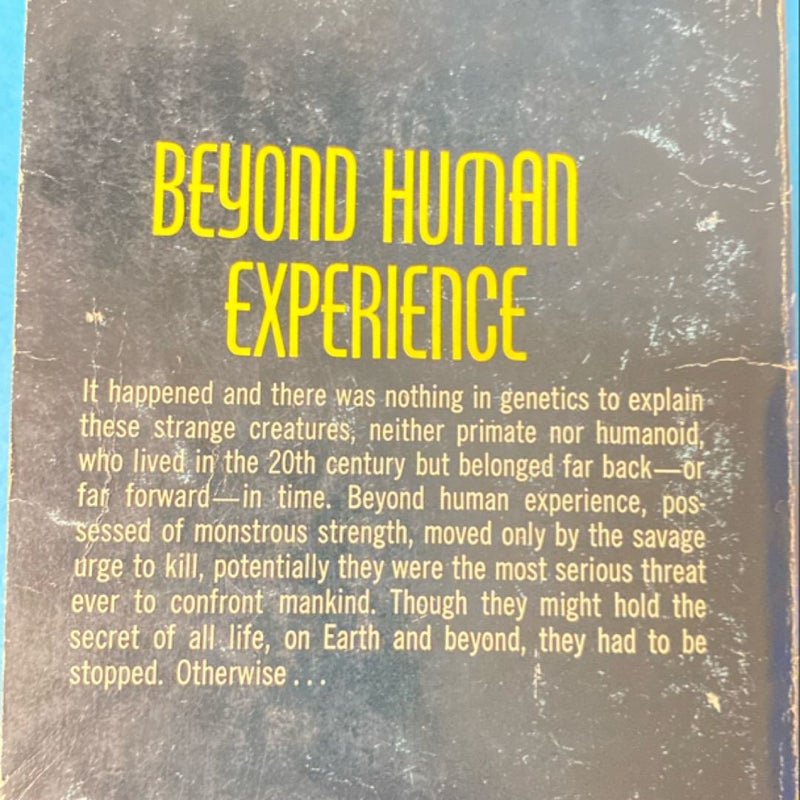 BEYOND HUMAN
EXPERIENCE
It happened and there was nothing in genetics to explain
these strange creatures, neither primate nor humanoid,
who lived in the 20th century but belonged far back—or
far forward—in time. Beyond human experience, pos-
sessed of monstrous strength, moved only by the savage
urge to kill, potentially they were the most serious threat
ever to confront mankind. Though they might hold the
secret of all life, on Earth and beyond, they had to be
stopped. Otherwise . . .